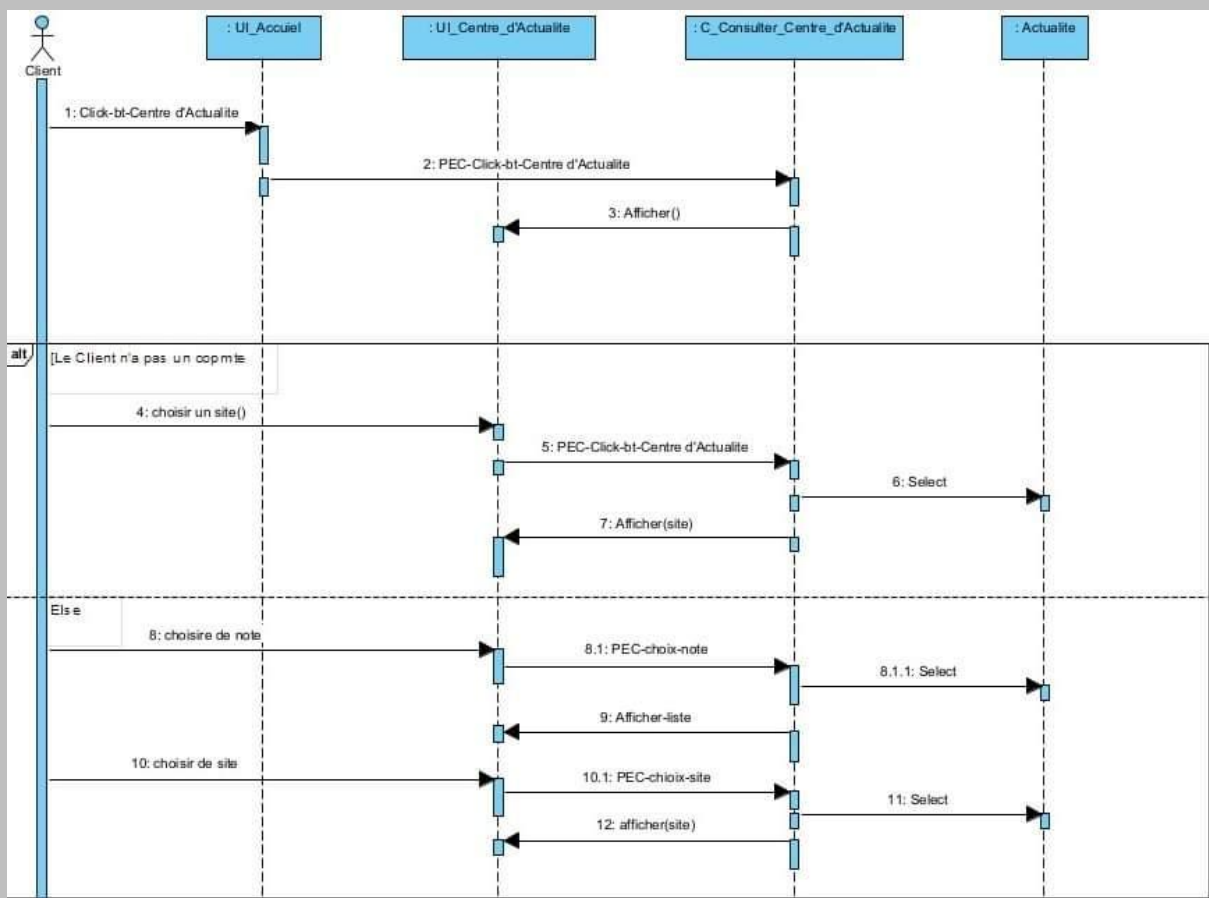 : UI_Accuiel
: UI_Centre_d'Actualite
: C_Consulter_Centre_d'Actualite
: Actualite
Client
1: Click-bt-Centre d'Actualite
2: PEC-Click-bt-Centre d'Actualite
3: Afficher()
alt
[Le Client n'a pas un copmte
4: choisir un site()
5: PEC-Click-bt-Centre d'Actualite
6: Select
7: Afficher(site)
Else
8: choisire de note
8.1: PEC-choix-note
8.1.1: Select
9: Afficher-liste
10: choisir de site
10.1: PEC-chioix-site
11: Select
12: afficher(site)